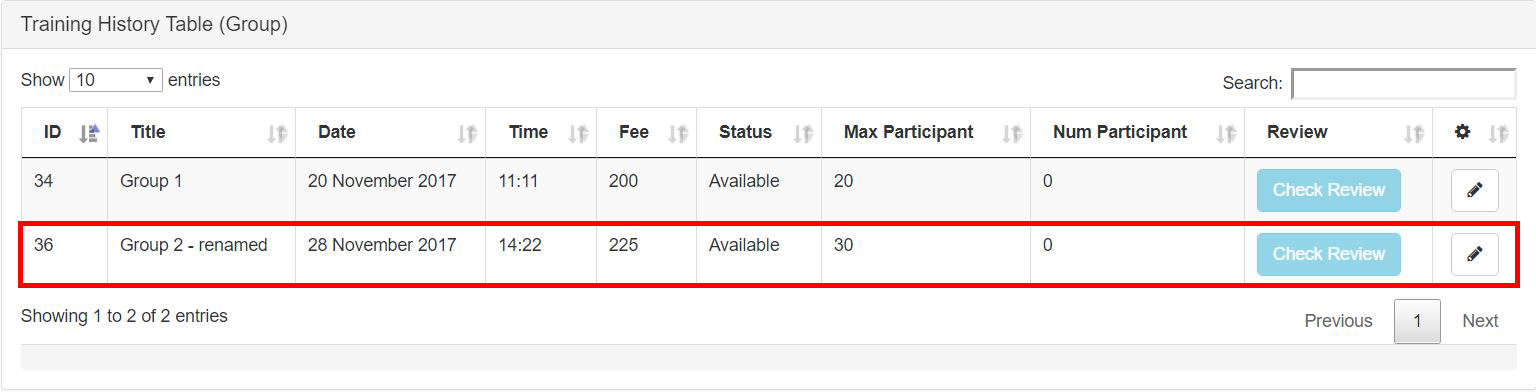 Training History Table (Group)
Show 10 entries
Search:
ID Title Date Time Fee Status Max Participant Num Participant Review
34 Group 1 20 November 2017 11:11 200 Available 20 0 Check Review
36 Group 2 - renamed 28 November 2017 14:22 225 Available 30 0 Check Review
Showing 1 to 2 of 2 entries
Previous 1 Next